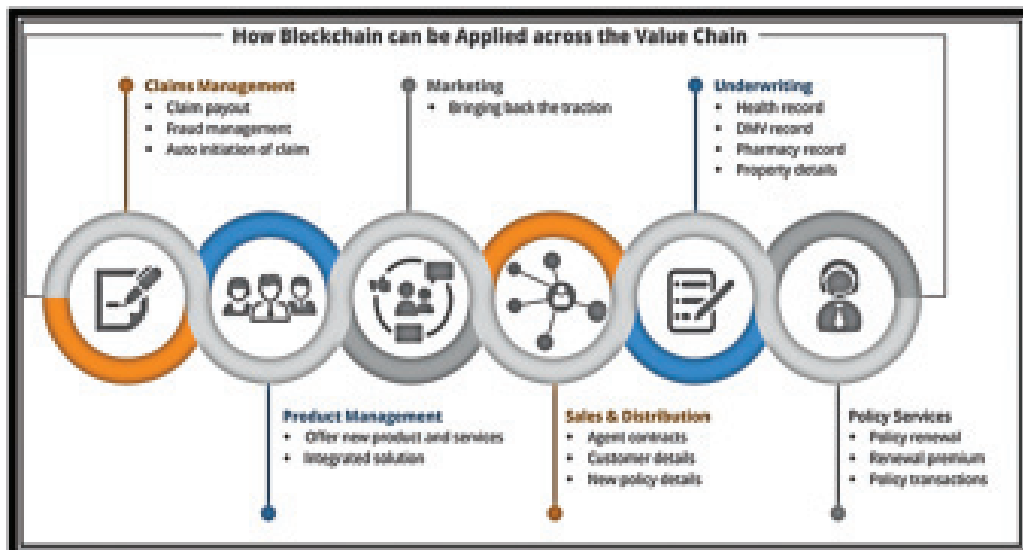 How Blockchain can be Applied across the Value Chain
Claims Management
• Claim payout
• Fraud management
• Auto initiation of claim
Marketing
• Bringing back the traction
Underwriting
• Health record
• DMV record
• Pharmacy record
• Property details
Product Management
• Offer new product and services
• Integrated solution
Sales & Distribution
• Agent contracts
• Customer details
• New policy details
Policy Services
• Policy renewal
• Renewal premium
• Policy transactions